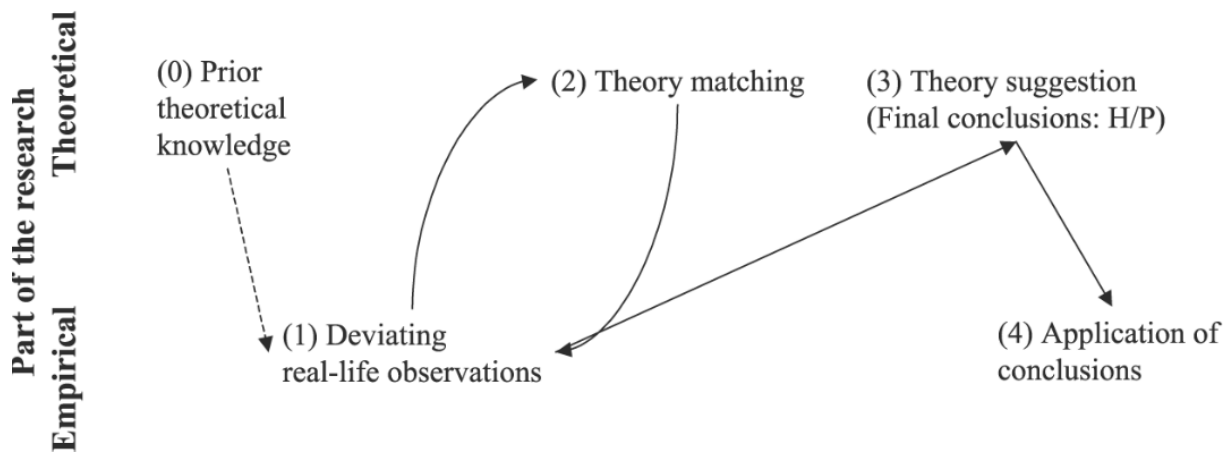 Part of the research
Theoretical
Empirical
(0) Prior
theoretical
knowledge
(2) Theory matching
(3) Theory suggestion
(Final conclusions: H/P)
(1) Deviating
real-life observations
(4) Application of
conclusions